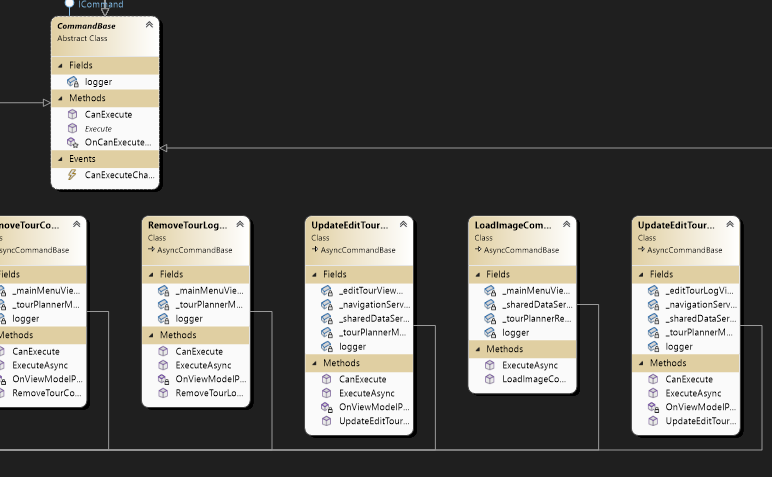 ICommand
CommandBase
Abstract Class
Fields
logger
Methods
CanExecute
Execute
OnCanExecute...
Events
CanExecuteCha...
noveTourCo...
s
syncCommandBase
Fields
_mainMenuVie...
_tourPlannerM...
logger
Methods
CanExecute
ExecuteAsync
OnViewModelP...
RemoveTourCo...
RemoveTourLog...
Class
AsyncCommandBase
Fields
_mainMenuVie...
_tourPlannerM...
logger
Methods
CanExecute
ExecuteAsync
OnViewModelP...
RemoveTourLo...
UpdateEditTour...
Class
AsyncCommandBase
Fields
_editTourView...
_navigationServ...
_sharedDataSer...
_tourPlannerM...
logger
Methods
CanExecute
ExecuteAsync
OnViewModelP...
UpdateEditTour...
LoadImageCom...
Class
AsyncCommandBase
Fields
_mainMenuVie...
_sharedDataSer...
_tourPlannerRe...
logger
Methods
ExecuteAsync
LoadImageCo...
UpdateEditTour...
Class
AsyncCommandBase
Fields
_editTourLogVi...
_navigationServ...
_sharedDataSer...
_tourPlannerM...
logger
Methods
CanExecute
ExecuteAsync
OnViewModelP...
UpdateEditTour...